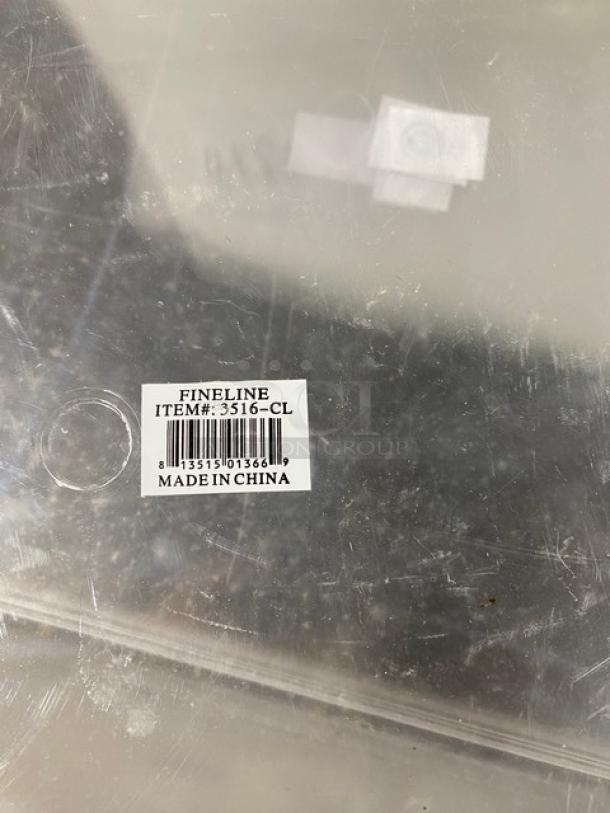 FINELINE
ITEM#: 3516-CL
8 13515 01366 9
MADE IN CHINA